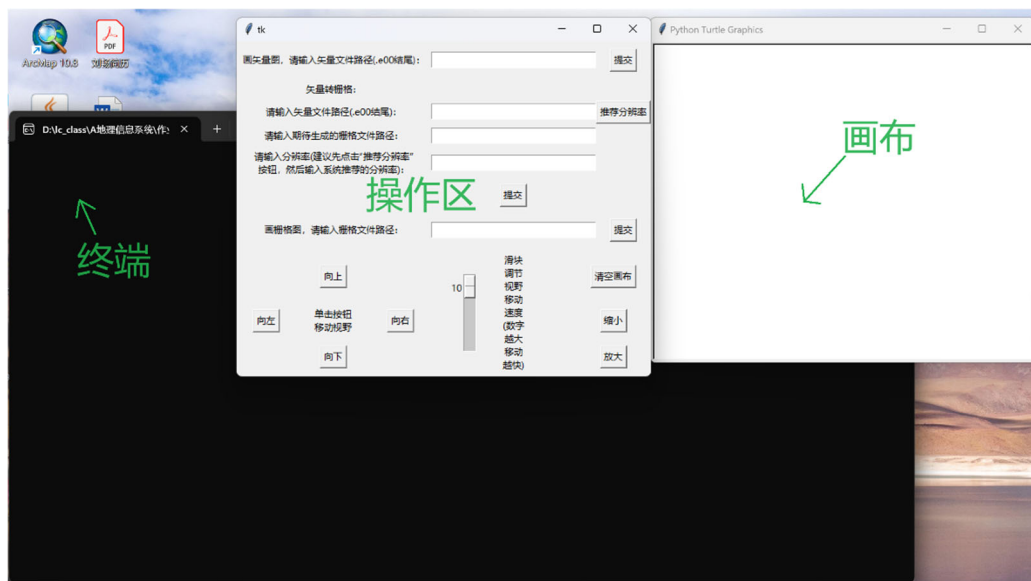 ArcMap 10.8
PDF
D:\lc_class\A地理信息系统\作
终端
tk
画矢量图，请输入矢量文件路径(.e00结尾):
提交
矢量转栅格:
请输入矢量文件路径(.e00结尾):
推荐分辨率
请输入期待生成的栅格文件路径:
请输入分辨率(建议先点击"推荐分辨率"
按钮，然后输入系统推荐的分辨率):
操作区
提交
画栅格图，请输入栅格文件路径:
提交
向上
向左
单击按钮
移动视野
向右
向下
10
滑块
调节
视野
移动
速度
(数字
越大
移动
越快)
清空画布
缩小
放大
Python Turtle Graphics
画布